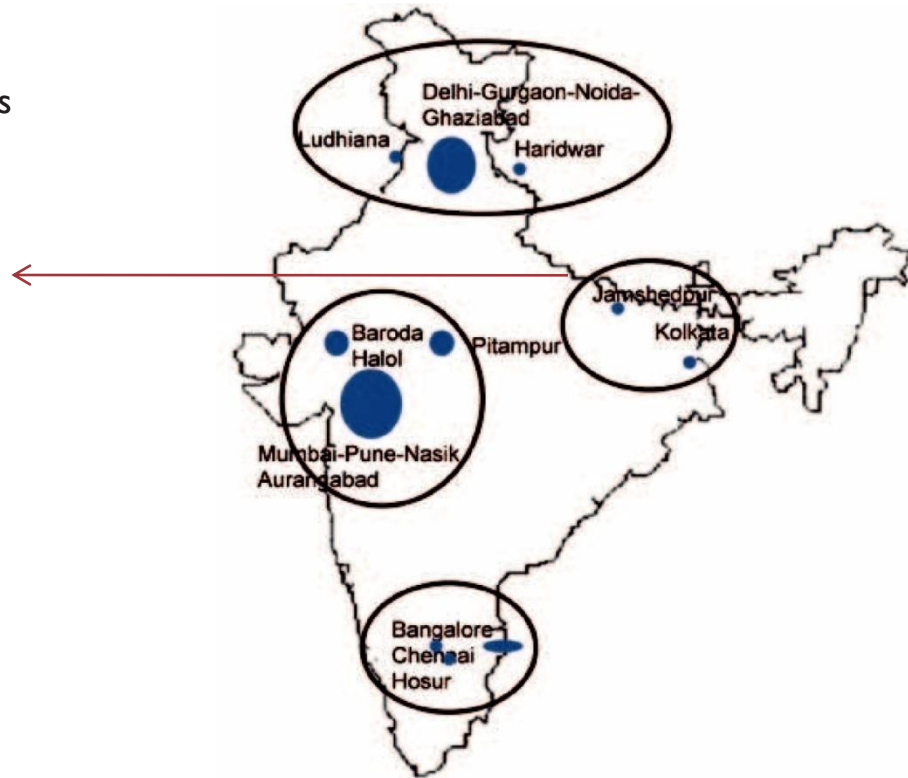 s
Delhi-Gurgaon-Noida-
Ghaziabad
Ludhiana
Haridwar
Jamshedpur
Kolkata
Baroda
Halol
Pitampur
Mumbai-Pune-Nasik
Aurangabad
Bangalore
Chennai
Hosur